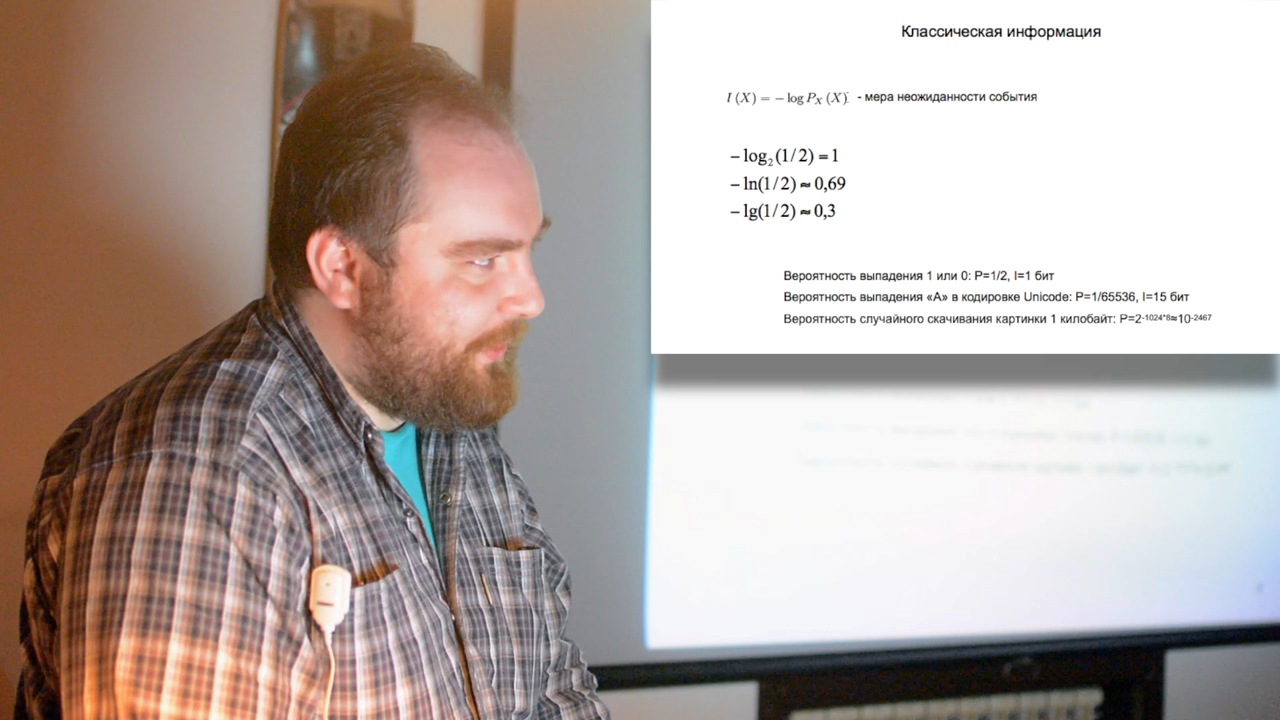 Классическая информация
I (X) = − log P_X (X) - мера неожиданности события
− log₂(1/2) = 1
− ln(1/2) ≈ 0,69
− lg(1/2) ≈ 0,3
Вероятность выпадения 1 или 0: P=1/2, I=1 бит
Вероятность выпадения «А» в кодировке Unicode: P=1/65536, I=15 бит
Вероятность случайного скачивания картинки 1 килобайт: P=2^-1024*8≈10^-2467